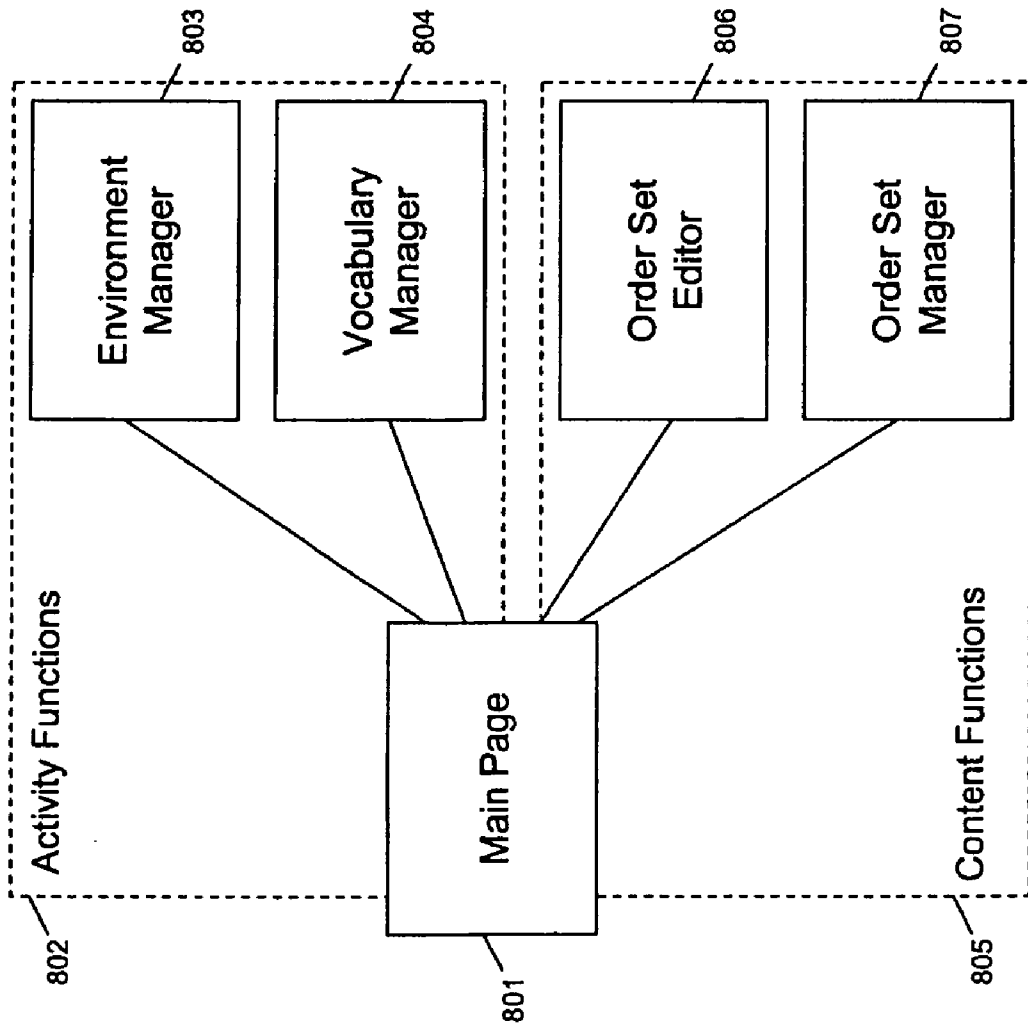 802
Activity Functions
Environment
Manager
803
Vocabulary
Manager
804
801
Main Page
805
Content Functions
Order Set
Editor
806
Order Set
Manager
807